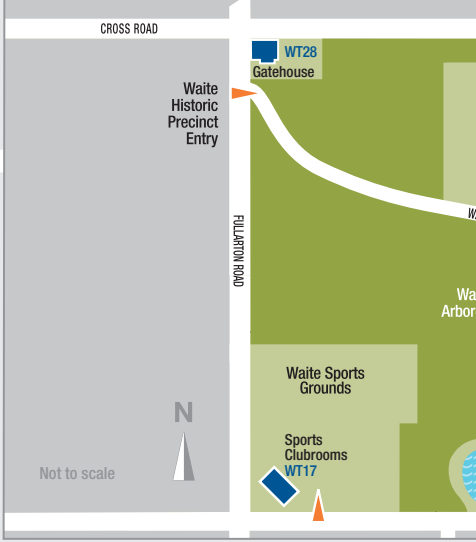 CROSS ROAD
WT28
Gatehouse
Waite
Historic
Precinct
Entry
FULLARTON ROAD
Waite Sports
Grounds
N
Sports
Clubrooms
WT17
Not to scale